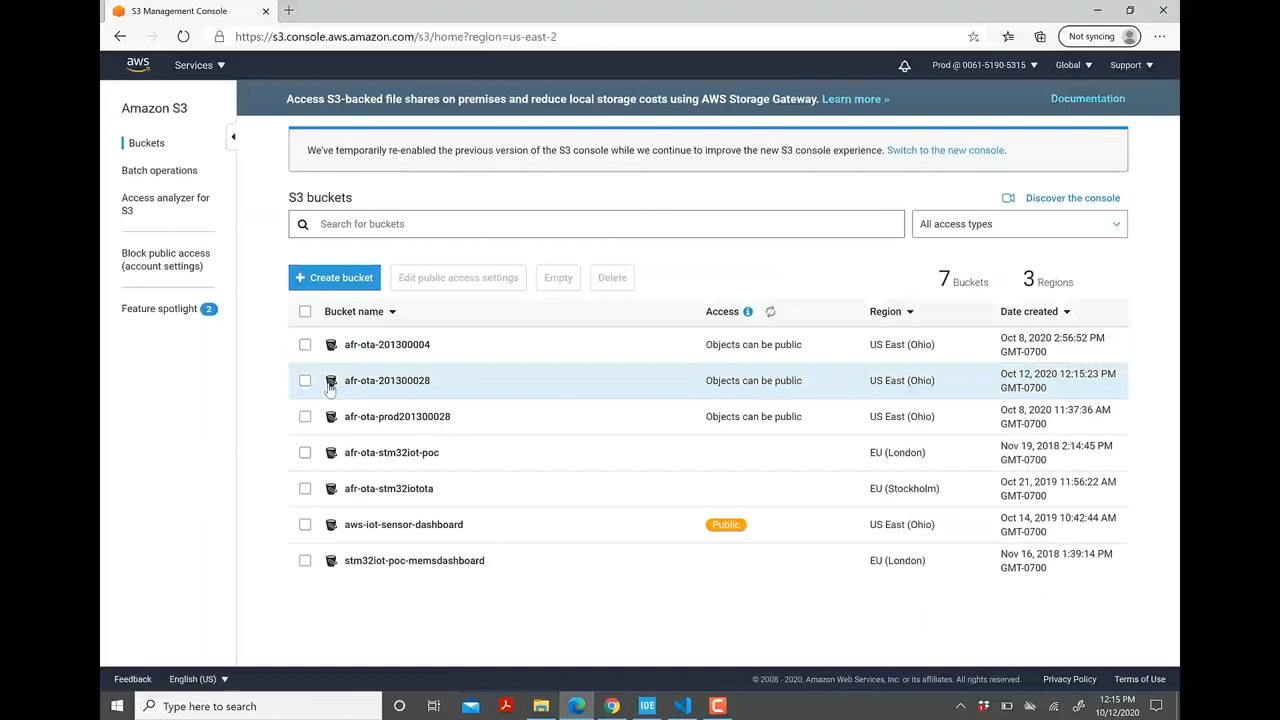 S3 Management Console
https://s3.console.aws.amazon.com/s3/home?region=us-east-2
Not syncing
aws
Services
Prod @ 0061-5190-5315
Global
Support
Amazon S3
Buckets
Batch operations
Access analyzer for
S3
Block public access
(account settings)
Feature spotlight 2
Access S3-backed file shares on premises and reduce local storage costs using AWS Storage Gateway. Learn more »
Documentation
We've temporarily re-enabled the previous version of the S3 console while we continue to improve the new S3 console experience. Switch to the new console.
S3 buckets
Discover the console
Search for buckets
All access types
+ Create bucket
Edit public access settings
Empty
Delete
7 Buckets
3 Regions
Bucket name
Access
Region
Date created
afr-ota-201300004
Objects can be public
US East (Ohio)
Oct 8, 2020 2:56:52 PM
GMT-0700
afr-ota-201300028
Objects can be public
US East (Ohio)
Oct 12, 2020 12:15:23 PM
GMT-0700
afr-ota-prod201300028
Objects can be public
US East (Ohio)
Oct 8, 2020 11:37:36 AM
GMT-0700
afr-ota-stm32iot-poc
EU (London)
Nov 19, 2018 2:14:45 PM
GMT-0700
afr-ota-stm32iotota
EU (Stockholm)
Oct 21, 2019 11:56:22 AM
GMT-0700
aws-iot-sensor-dashboard
Public
US East (Ohio)
Oct 14, 2019 10:42:44 AM
GMT-0700
stm32iot-poc-memsdashboard
EU (London)
Nov 16, 2018 1:39:14 PM
GMT-0700
Feedback
English (US)
© 2008 - 2020, Amazon Web Services, Inc. or its affiliates. All rights reserved.
Privacy Policy
Terms of Use
Type here to search
IDE
12:15 PM
10/12/2020